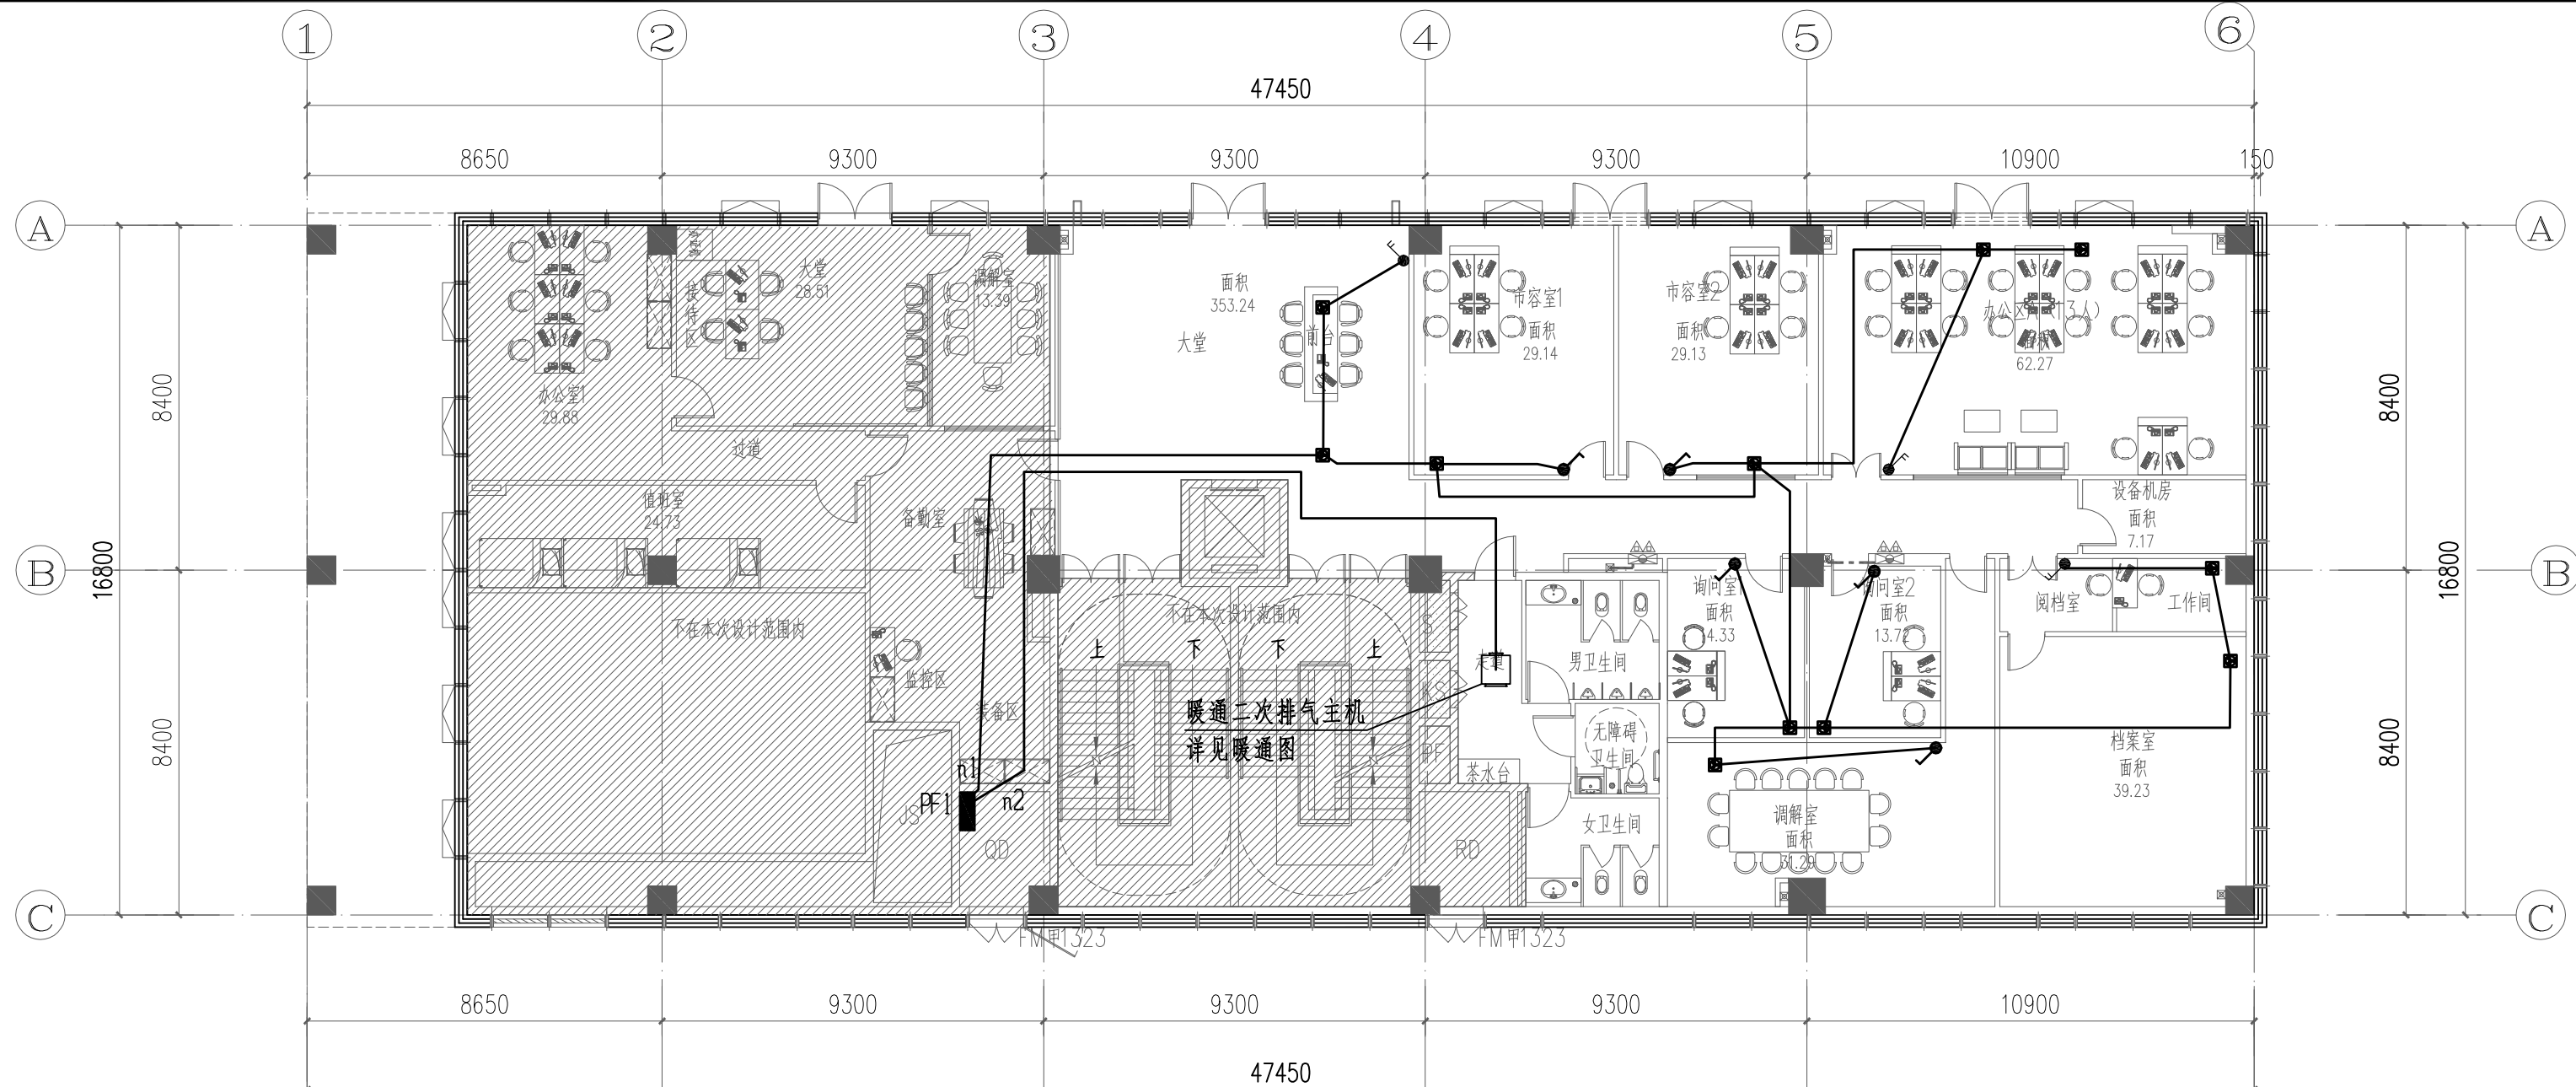 1 2 3 4 5 6
47450
8650 9300 9300 9300 10900 150
A A
大堂
28.51
调解室
13.39
接待区
面积
353.24
大堂
前台
市容室1
面积
29.14
市容室2
面积
29.13
62.27
办公室1
29.88
8400
8400
过道
值班室
24.73
备勤室
设备机房
面积
7.17
16800
16800
B B
不在本次设计范围内
不在本次设计范围内
上 下 下 上
询问室
面积
4.33
询问室2
面积
13.72
阅档室
工作间
监控区
装备区
走道
男卫生间
KS
PF
暖通二次排气主机
详见暖通图
无障碍
卫生间
茶水台
8400
8400
档案室
面积
39.23
n1
PF1
n2
JS
QD
RD
女卫生间
调解室
面积
31.29
C C
FM甲1323
FM甲1323
8650 9300 9300 9300 10900
47450